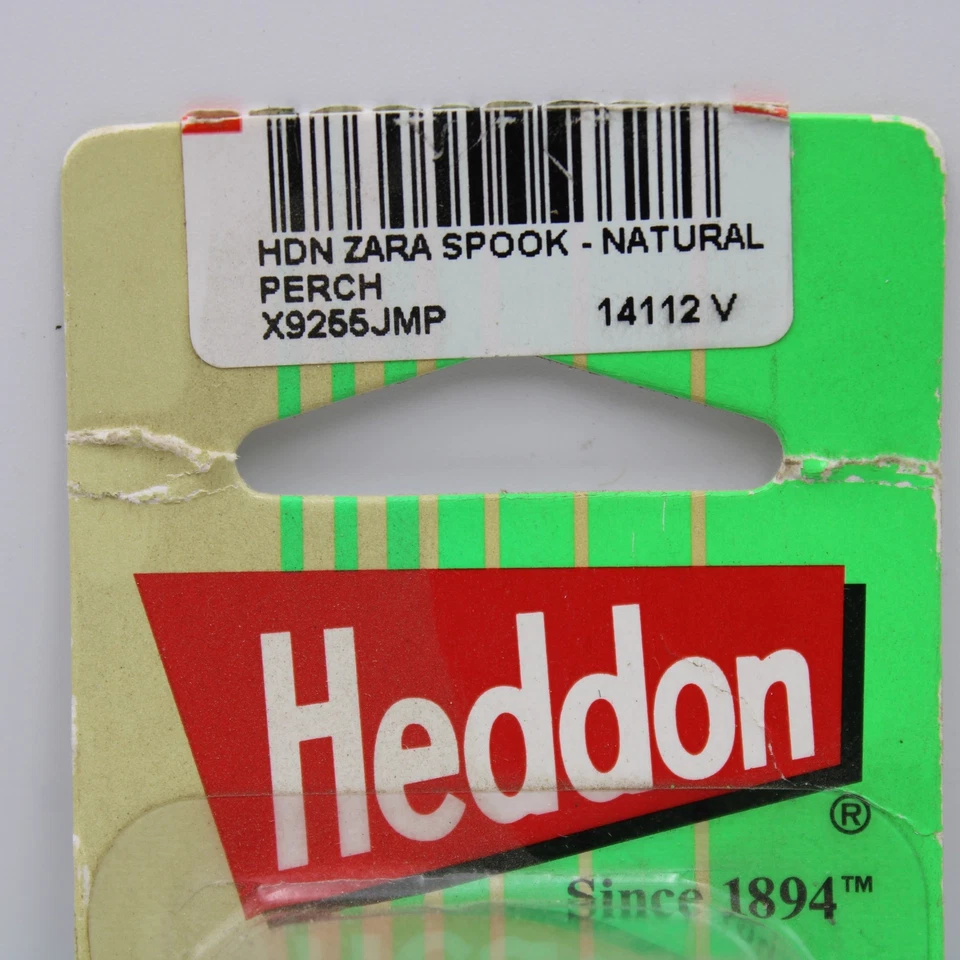 HDN ZARA SPOOK - NATURAL
PERCH
X9255JMP 14112 V
Heddon
®
Since 1894™